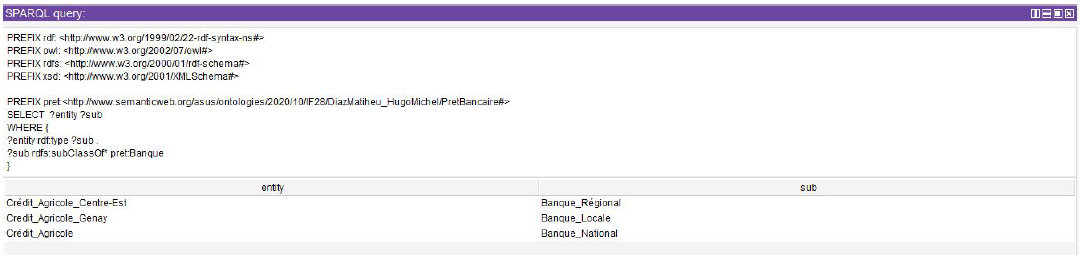 SPARQL query:
PREFIX rdf: <http://www.w3.org/1999/02/22-rdf-syntax-ns#>
PREFIX owl: <http://www.w3.org/2002/07/owl#>
PREFIX rdfs: <http://www.w3.org/2000/01/rdf-schema#>
PREFIX xsd: <http://www.w3.org/2001/XMLSchema#>
PREFIX pret:<http://www.semanticweb.org/asus/ontologies/2020/10/IF28/DiazMatiheu_HugoMichel/PretBancaire#>
SELECT ?entity ?sub
WHERE {
?entity rdf:type ?sub .
?sub rdfs:subClassOf* pret:Banque
}
entity sub
Crédit_Agricole_Centre-Est Banque_Régional
Crédit_Agricole_Genay Banque_Locale
Crédit_Agricole Banque_National